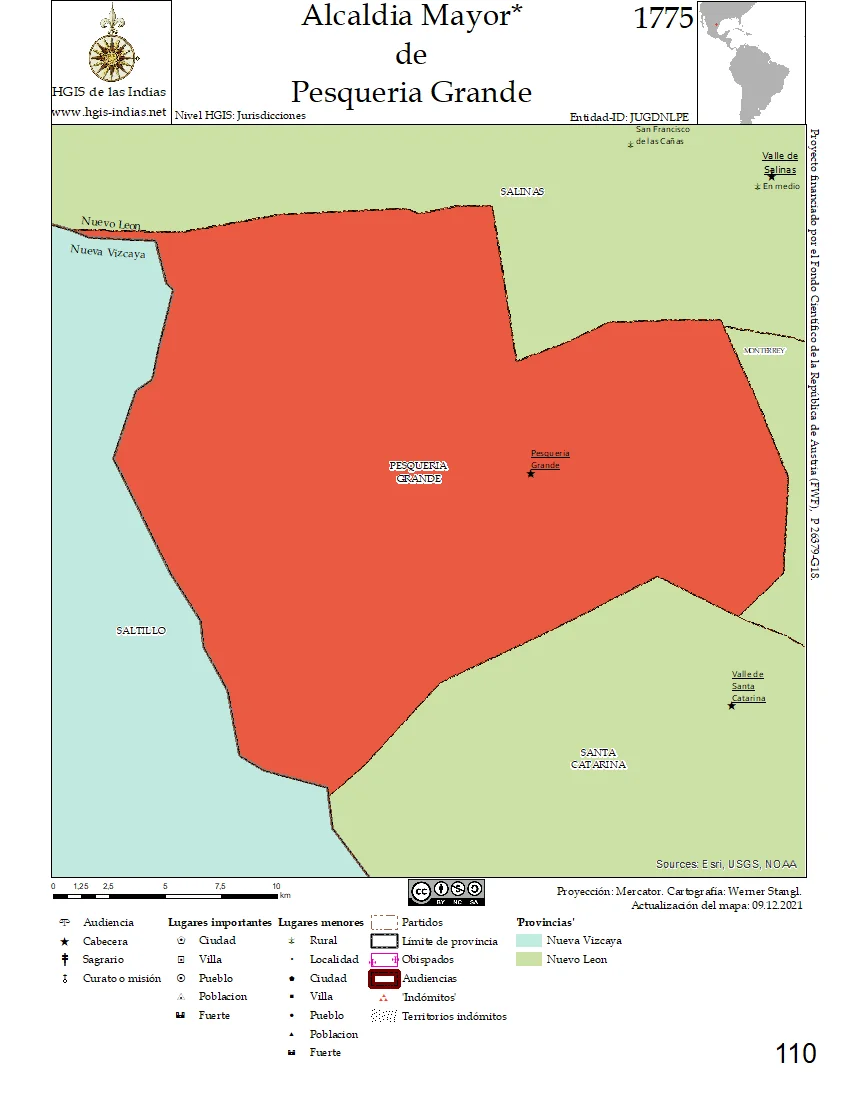 Alcaldia Mayor*
de
Pesqueria Grande
1775
HGIS de las Indias
www.hgis-indias.net
Nivel HGIS: Jurisdicciones
Entidad-ID: JUGDNLPE
San Francisco
de las Cañas
Valle de
Salinas
En medio
SALINAS
Nuevo Leon
Nueva Vizcaya
MONTERREY
Pesqueria
Grande
PESQUERIA
GRANDE
SALTILLO
Valle de
Santa
Catarina
SANTA
CATARINA
Sources: Esri, USGS, NOAA
Proyecto financiado por el Fondo Científico de la República de Austria (FWF), P 26379-G18.
0 1,25 2,5 5 7,5 10
km
cc BY NC SA
Proyección: Mercator. Cartografía: Werner Stangl.
Actualización del mapa: 09.12.2021
Audiencia
Cabecera
Sagrario
Curato o misión
Lugares importantes
Ciudad
Villa
Pueblo
Poblacion
Fuerte
Lugares menores
Rural
Localidad
Ciudad
Villa
Pueblo
Poblacion
Fuerte
Partidos
Límite de provincia
Obispados
Audiencias
'Indómitos'
Territorios indómitos
'Provincias'
Nueva Vizcaya
Nuevo Leon
110